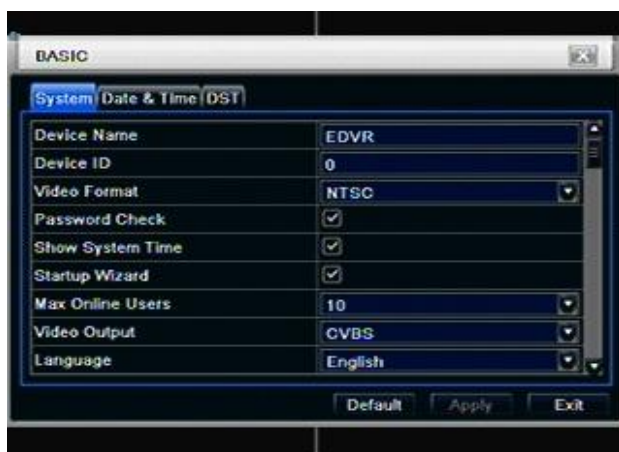 BASIC
System Date & Time DST
Device Name EDVR
Device ID 0
Video Format NTSC
Password Check
Show System Time
Startup Wizard
Max Online Users 10
Video Output CVBS
Language English
Default Apply Exit